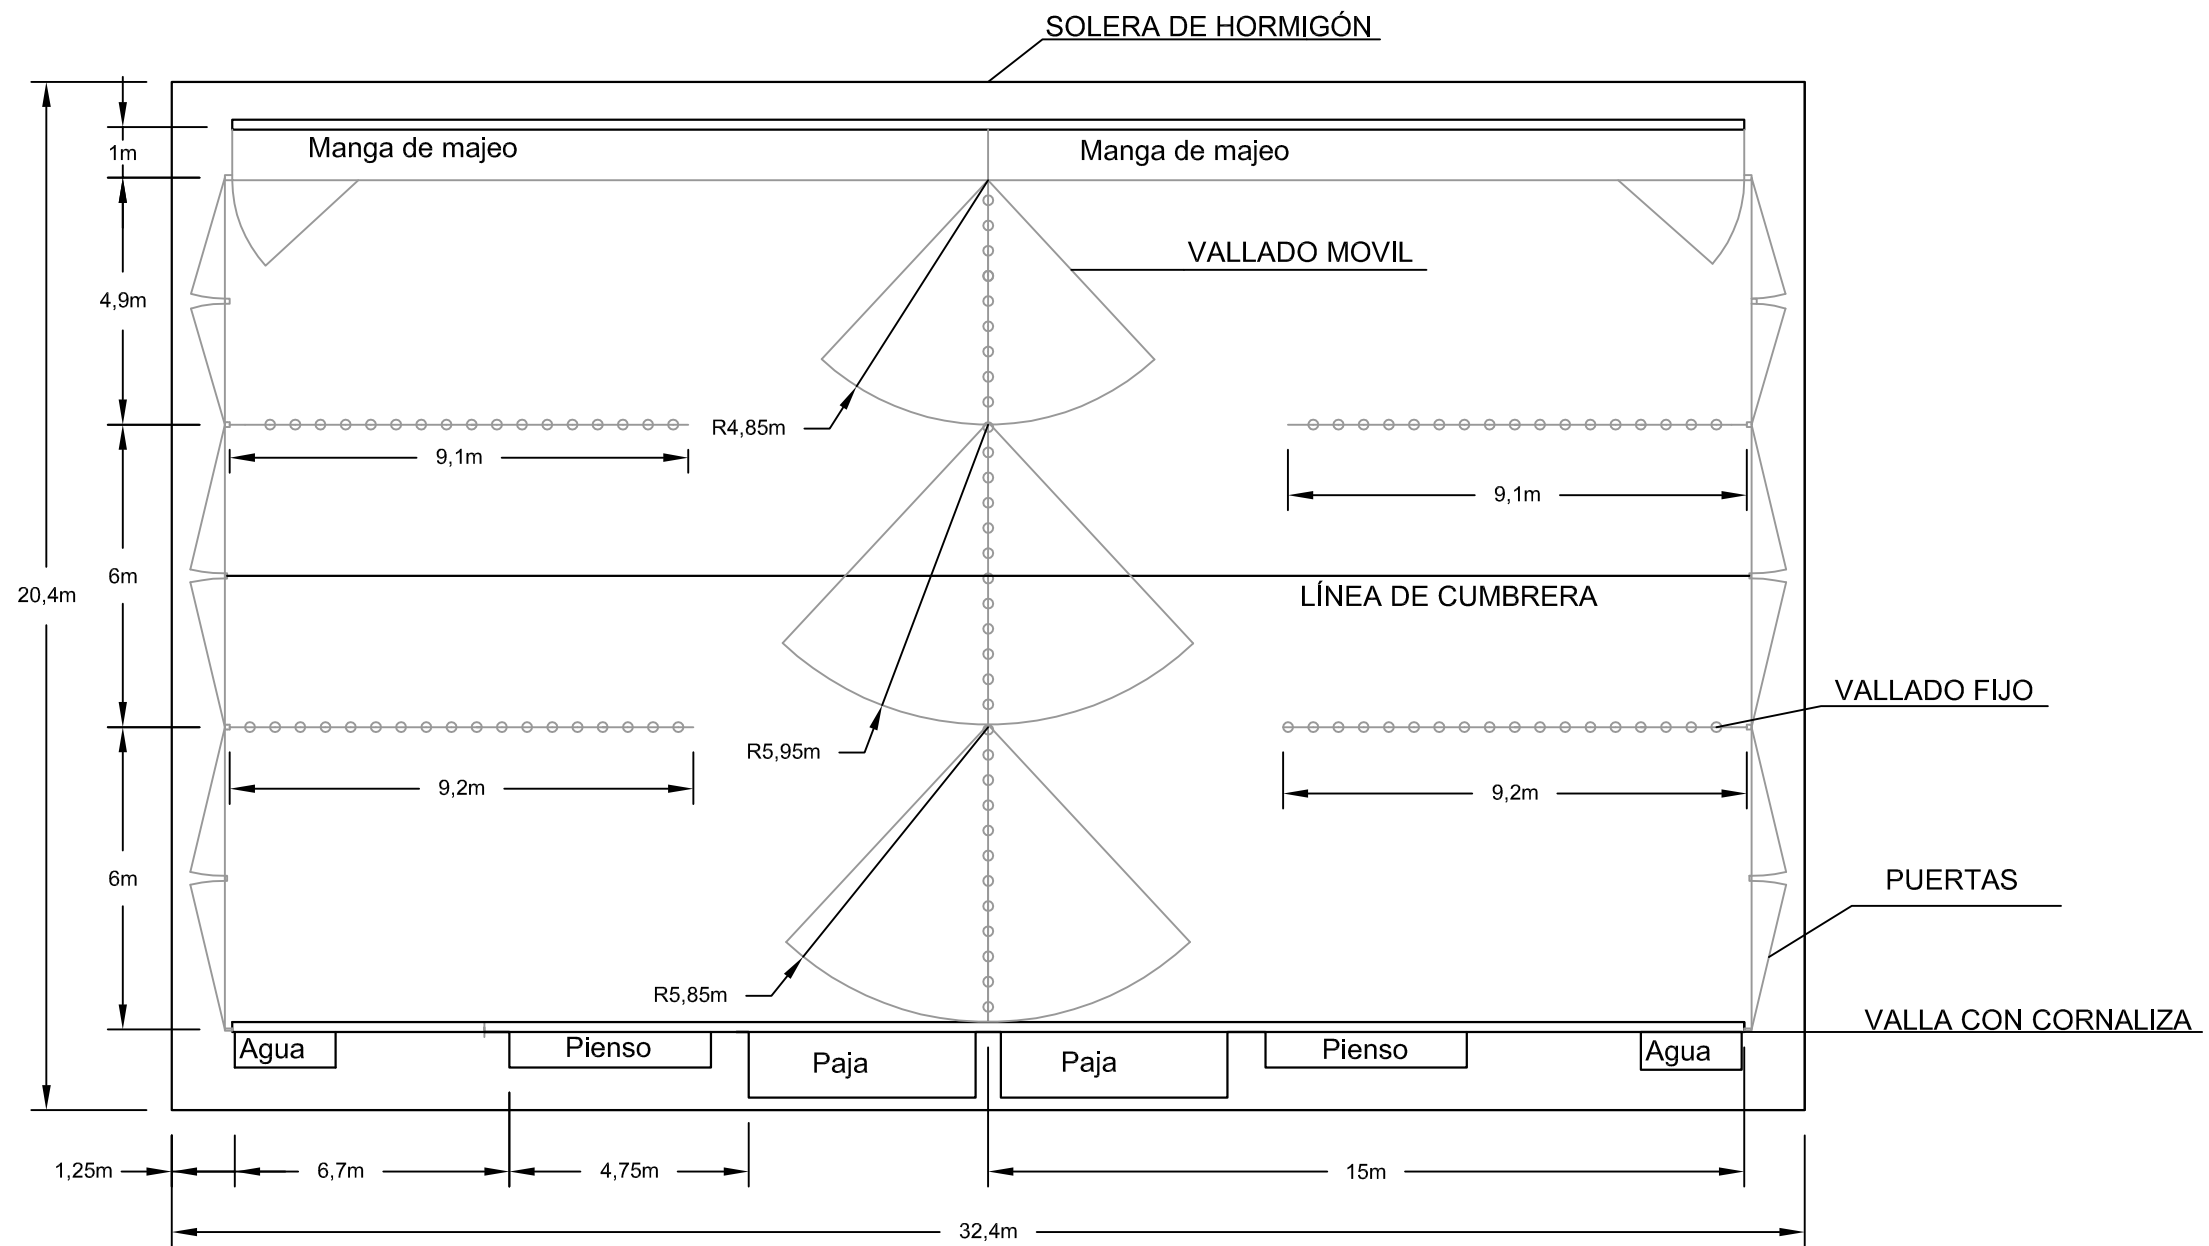 SOLERA DE HORMIGÓN
1m
Manga de majeo
Manga de majeo
VALLADO MOVIL
4,9m
R4,85m
9,1m
9,1m
6m
20,4m
LÍNEA DE CUMBRERA
VALLADO FIJO
R5,95m
9,2m
9,2m
6m
PUERTAS
R5,85m
VALLA CON CORNALIZA
Agua
Pienso
Paja
Paja
Pienso
Agua
1,25m
6,7m
4,75m
15m
32,4m